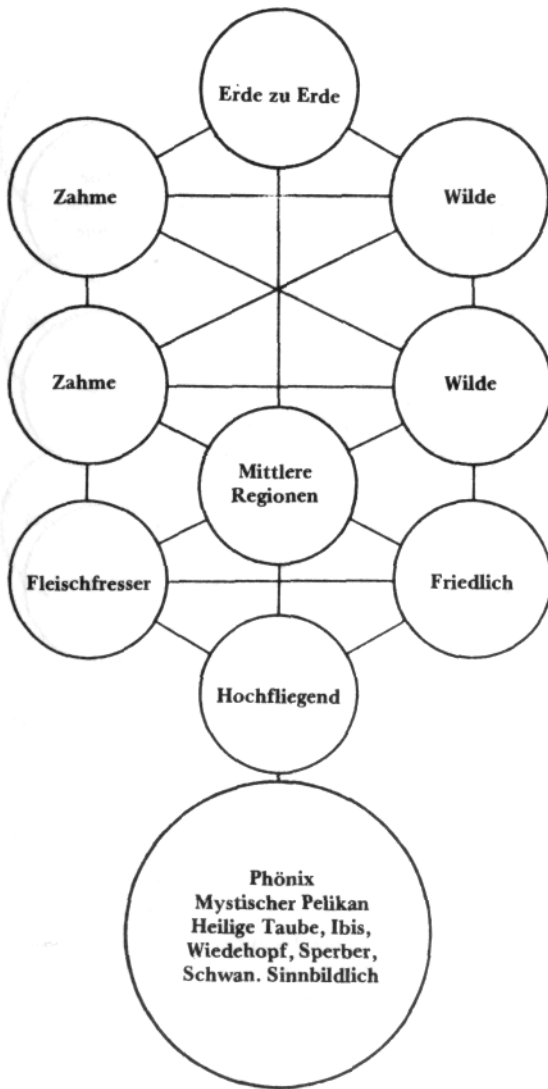 Erde zu Erde
Zahme
Wilde
Zahme
Wilde
Mittlere
Regionen
Fleischfresser
Friedlich
Hochfliegend
Phönix
Mystischer Pelikan
Heilige Taube, Ibis,
Wiedehopf, Sperber,
Schwan. Sinnbildlich